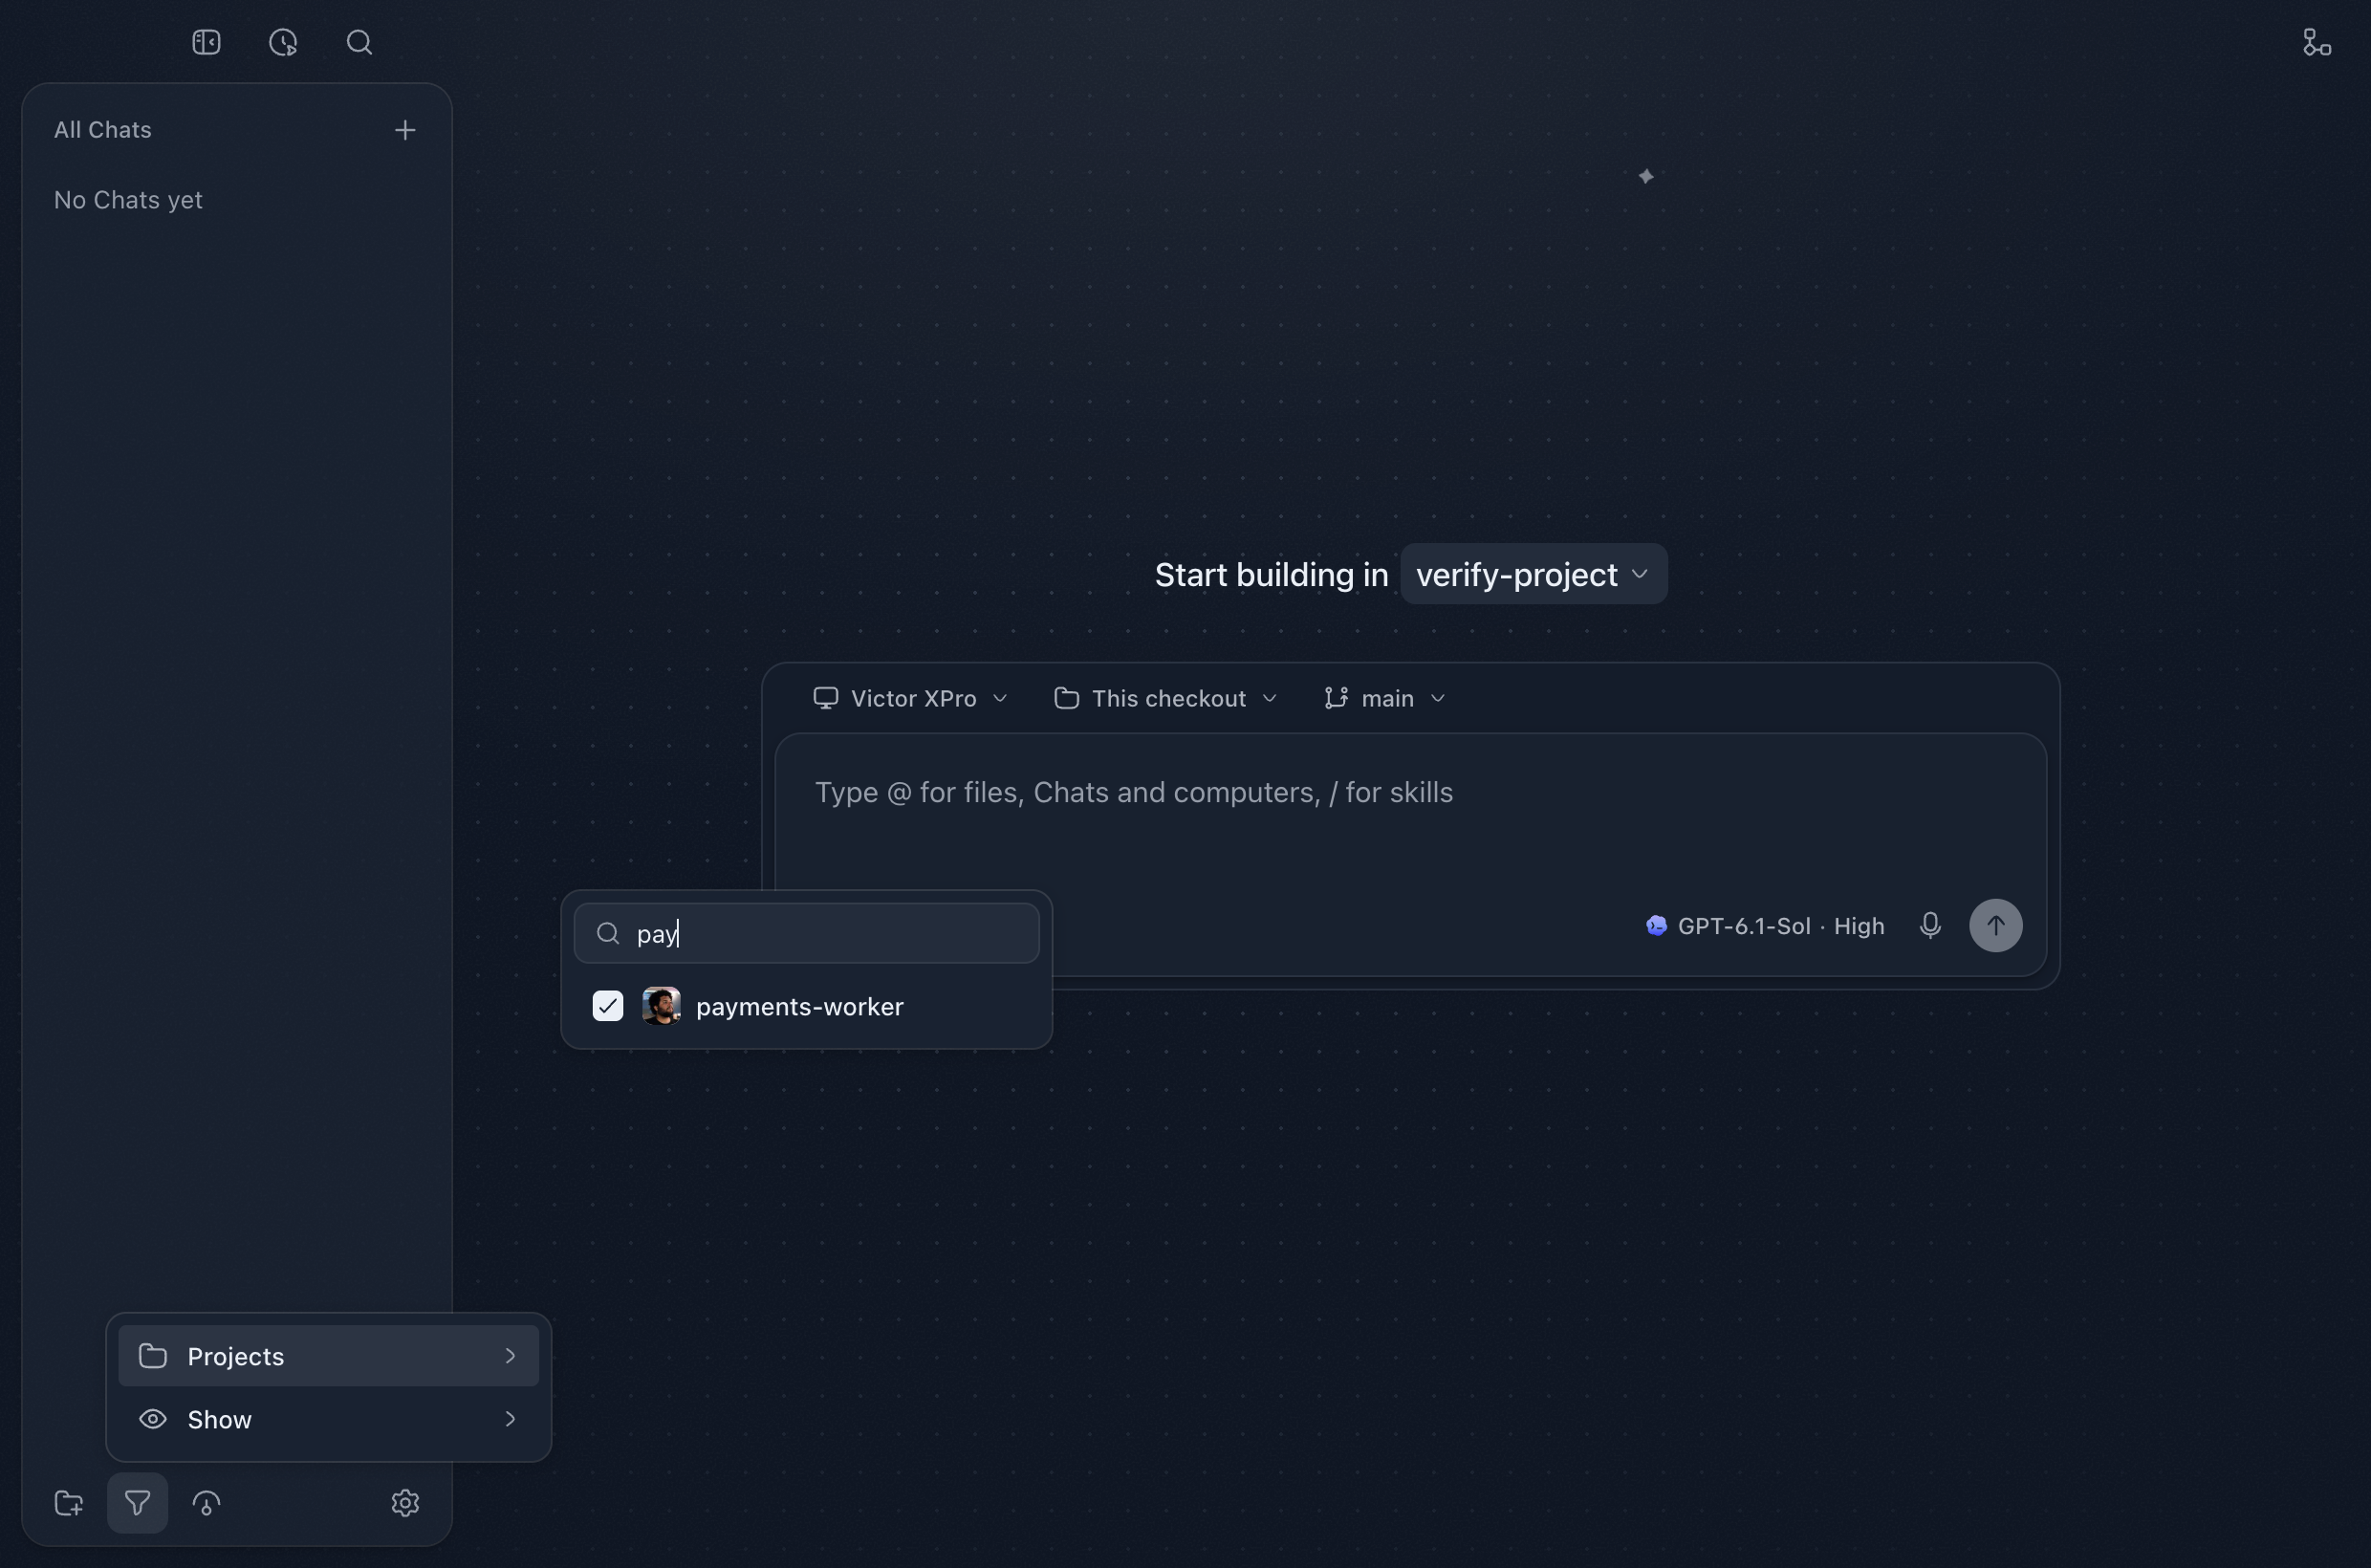 All Chats
No Chats yet
Start building in verify-project
Victor XPro This checkout main
Type @ for files, Chats and computers, / for skills
GPT-6.1-Sol · High
pay
payments-worker
Projects
Show